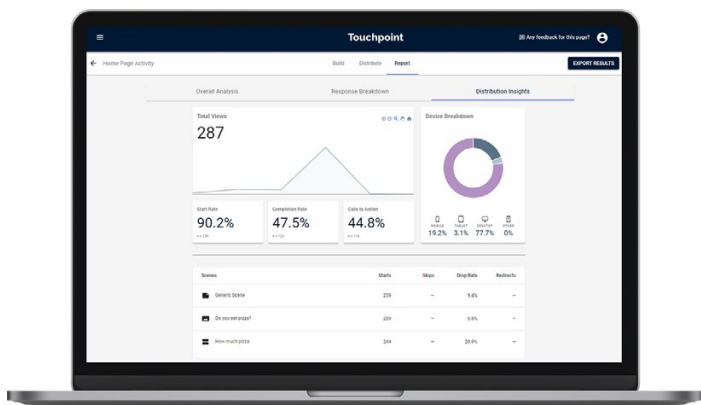 Touchpoint
Any feedback for this page?
Home Page Activity
Build Distribute Report
EXPORT RESULTS
Overall Analysis Response Breakdown Distribution Insights
Total Views
287
Device Breakdown
Start Rate Completion Rate Calls to Action
90.2% 47.5% 44.8%
MOBILE TABLET DESKTOP OTHER
19.2% 3.1% 77.7% 0%
Scenes Starts Skips Drop Rate Redirects
Generic Scene 259 – 9.4% –
Do you eat pizza? 259 – 5.8% –
How much pizza 244 – 20.9% –